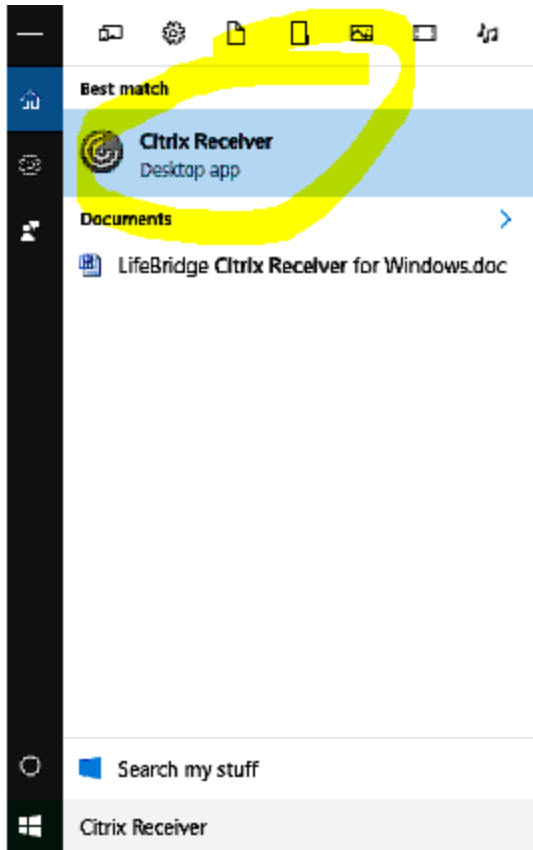 Best match
Citrix Receiver
Desktop app
Documents
LifeBridge Citrix Receiver for Windows.doc
Search my stuff
Citrix Receiver